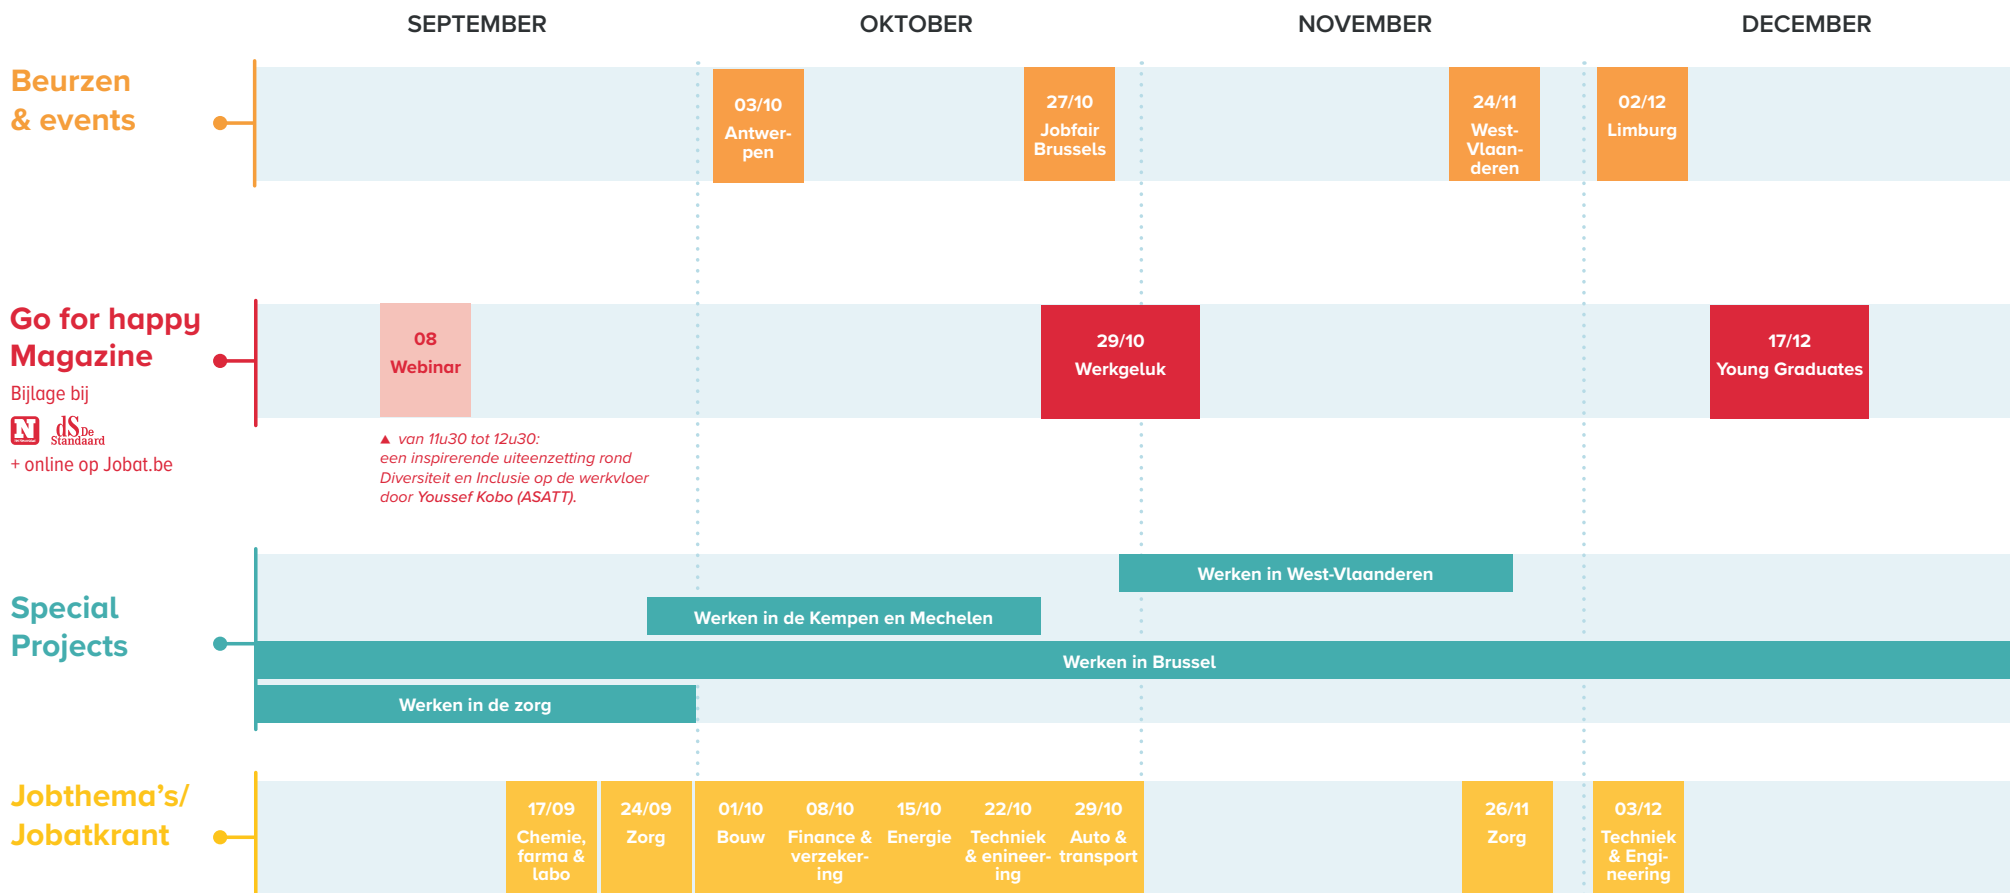 SEPTEMBER
OKTOBER
NOVEMBER
DECEMBER
Beurzen
& events
03/10
Antwer-
pen
27/10
Jobfair
Brussels
24/11
West-
Vlaan-
deren
02/12
Limburg
Go for happy
Magazine
Bijlage bij
N
dS De
Standaard
+ online op Jobat.be
08
Webinar
▲ van 11u30 tot 12u30:
een inspirerende uiteenzetting rond
Diversiteit en Inclusie op de werkvloer
door Youssef Kobo (ASATT).
29/10
Werkgeluk
17/12
Young Graduates
Special
Projects
Werken in West-Vlaanderen
Werken in de Kempen en Mechelen
Werken in Brussel
Werken in de zorg
Jobthema's/
Jobatkrant
17/09
Chemie,
farma &
labo
24/09
Zorg
01/10
Bouw
08/10
Finance &
verzeker-
ing
15/10
Energie
22/10
Techniek
& enineer-
ing
29/10
Auto &
transport
26/11
Zorg
03/12
Techniek
& Engi-
neering